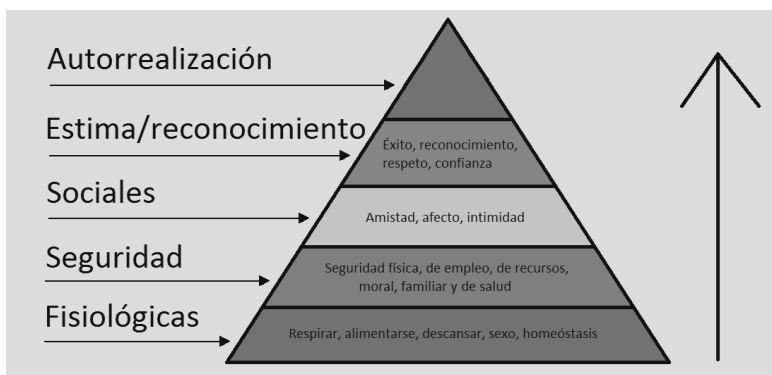 Autorrealización
Estima/reconocimiento
Éxito, reconocimiento,
respeto, confianza
Sociales
Amistad, afecto, intimidad
Seguridad
Seguridad física, de empleo, de recursos,
moral, familiar y de salud
Fisiológicas
Respirar, alimentarse, descansar, sexo, homeóstasis